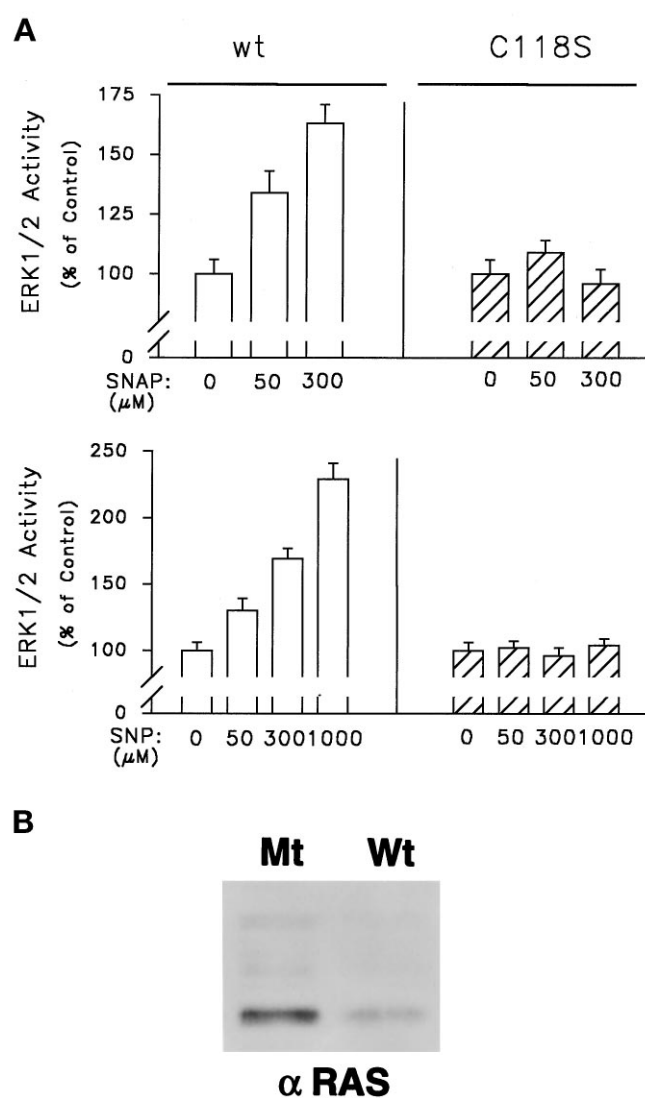 A
wt C118S
ERK1/2 Activity
(% of Control)
175
150
125
100
0
SNAP: 0 50 300 0 50 300
(μM)
ERK1/2 Activity
(% of Control)
250
200
150
100
0
SNP: 0 50 300 1000 0 50 300 1000
(μM)
B
Mt Wt
α RAS